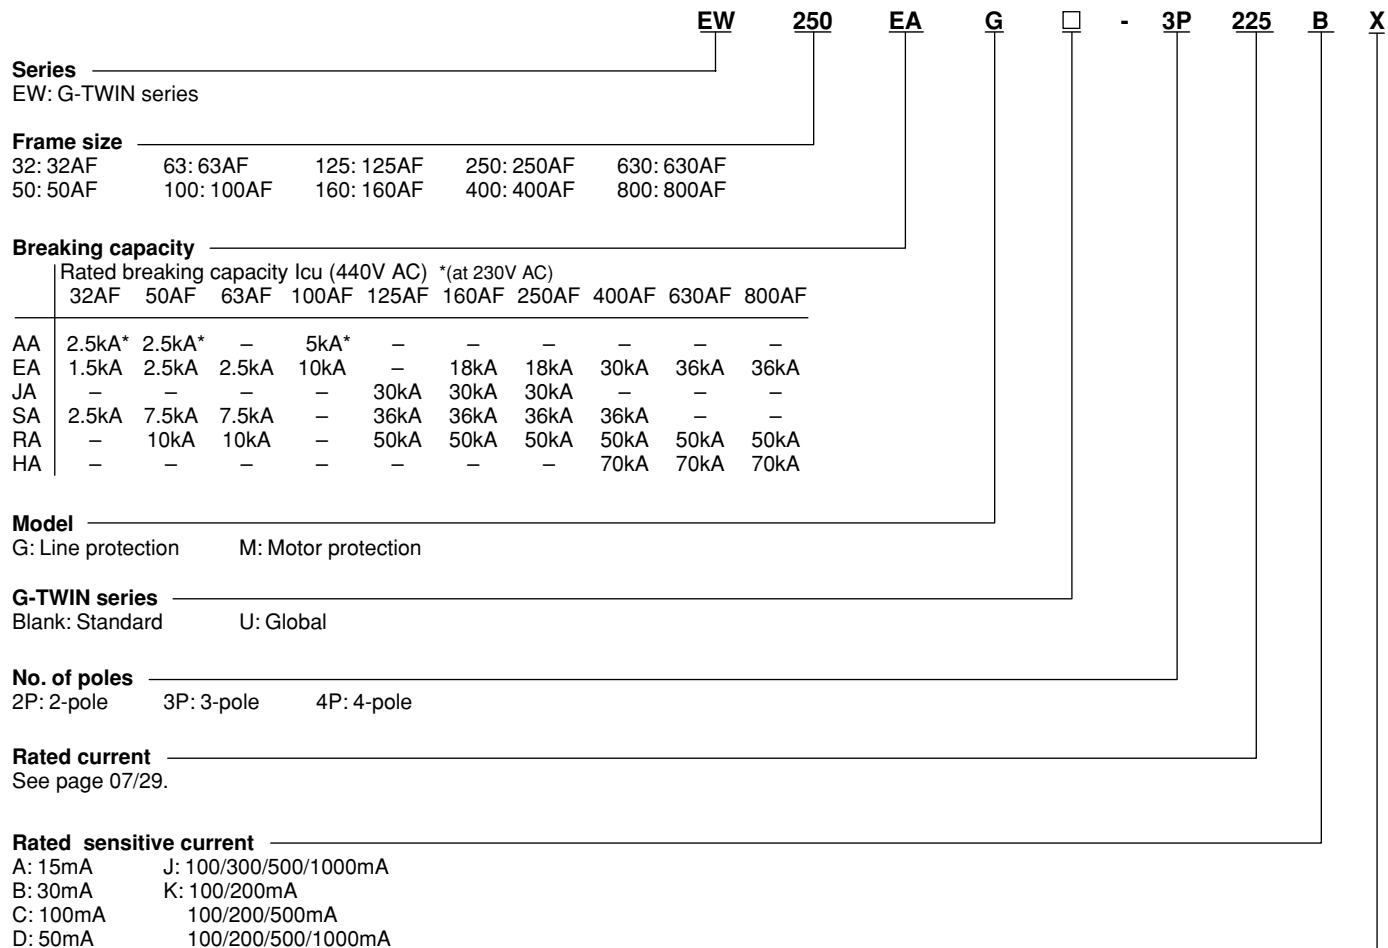 EW 250 EA G □ - 3P 225 B X
Series
EW: G-TWIN series
Frame size
32: 32AF 63: 63AF 125: 125AF 250: 250AF 630: 630AF
50: 50AF 100: 100AF 160: 160AF 400: 400AF 800: 800AF
Breaking capacity
Rated breaking capacity Icu (440V AC) *(at 230V AC)
32AF 50AF 63AF 100AF 125AF 160AF 250AF 400AF 630AF 800AF
AA 2.5kA* 2.5kA* – 5kA* – – – – – –
EA 1.5kA 2.5kA 2.5kA 10kA – 18kA 18kA 30kA 36kA 36kA
JA – – – – 30kA 30kA 30kA – – –
SA 2.5kA 7.5kA 7.5kA – 36kA 36kA 36kA 36kA – –
RA – 10kA 10kA – 50kA 50kA 50kA 50kA 50kA 50kA
HA – – – – – – – 70kA 70kA 70kA
Model
G: Line protection M: Motor protection
G-TWIN series
Blank: Standard U: Global
No. of poles
2P: 2-pole 3P: 3-pole 4P: 4-pole
Rated current
See page 07/29.
Rated sensitive current
A: 15mA J: 100/300/500/1000mA
B: 30mA K: 100/200mA
C: 100mA 100/200/500mA
D: 50mA 100/200/500/1000mA